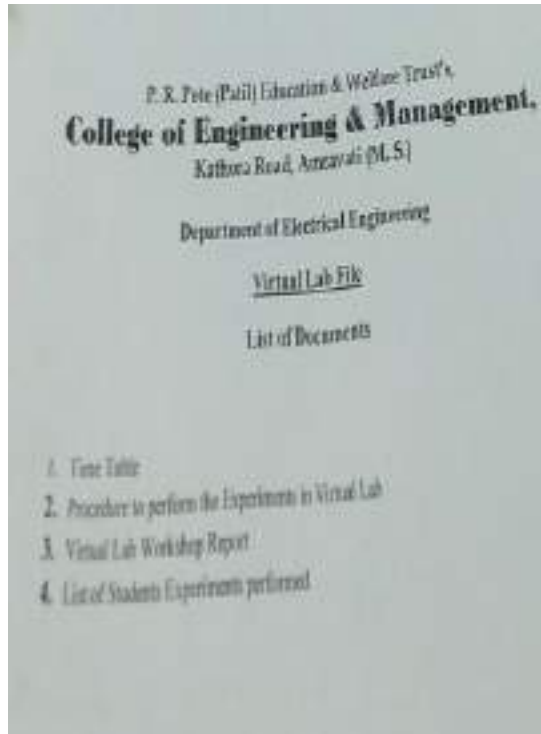 P. R. Pote (Patil) Education & Welfare Trust's,
College of Engineering & Management,
Kathora Road, Amravati (M.S.)
Department of Electrical Engineering
Virtual Lab File
List of Documents
1. Time Table
2. Procedure to perform the Experiments in Virtual Lab
3. Virtual Lab Workshop Report
4. List of Students Experiments performed